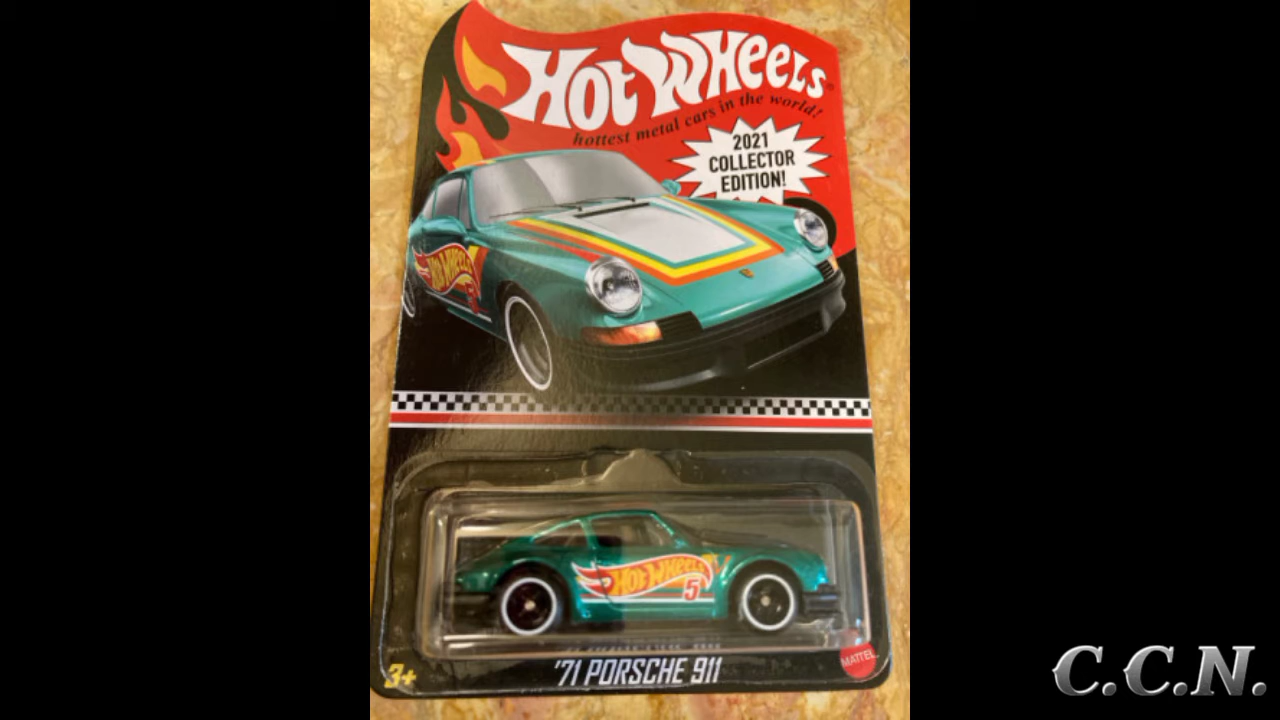 HOT WHEELS®
hottest metal cars in the world!
2021
COLLECTOR
EDITION!
HOT WHEELS
HOT WHEELS
5
MATTEL
'71 PORSCHE 911
3+
C.C.N.